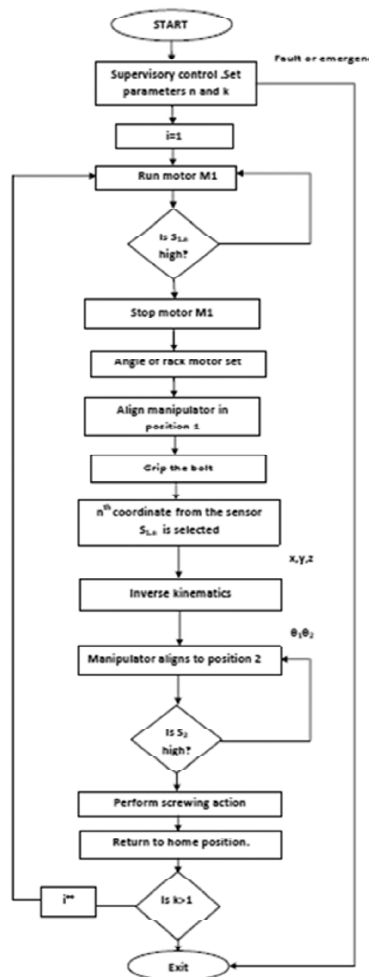 START
Fault or emergenc
Supervisory control .Set
parameters n and k
i=1
Run motor M1
Is S1,n
high?
Stop motor M1
Angle of rack motor set
Align manipulator in
position 1
Grip the bolt
nth coordinate from the sensor
S1,n is selected
x,y,z
Inverse kinematics
θ1θ2
Manipulator aligns to position 2
Is S2
high?
Perform screwing action
Return to home position.
i++
Is k>1
Exit